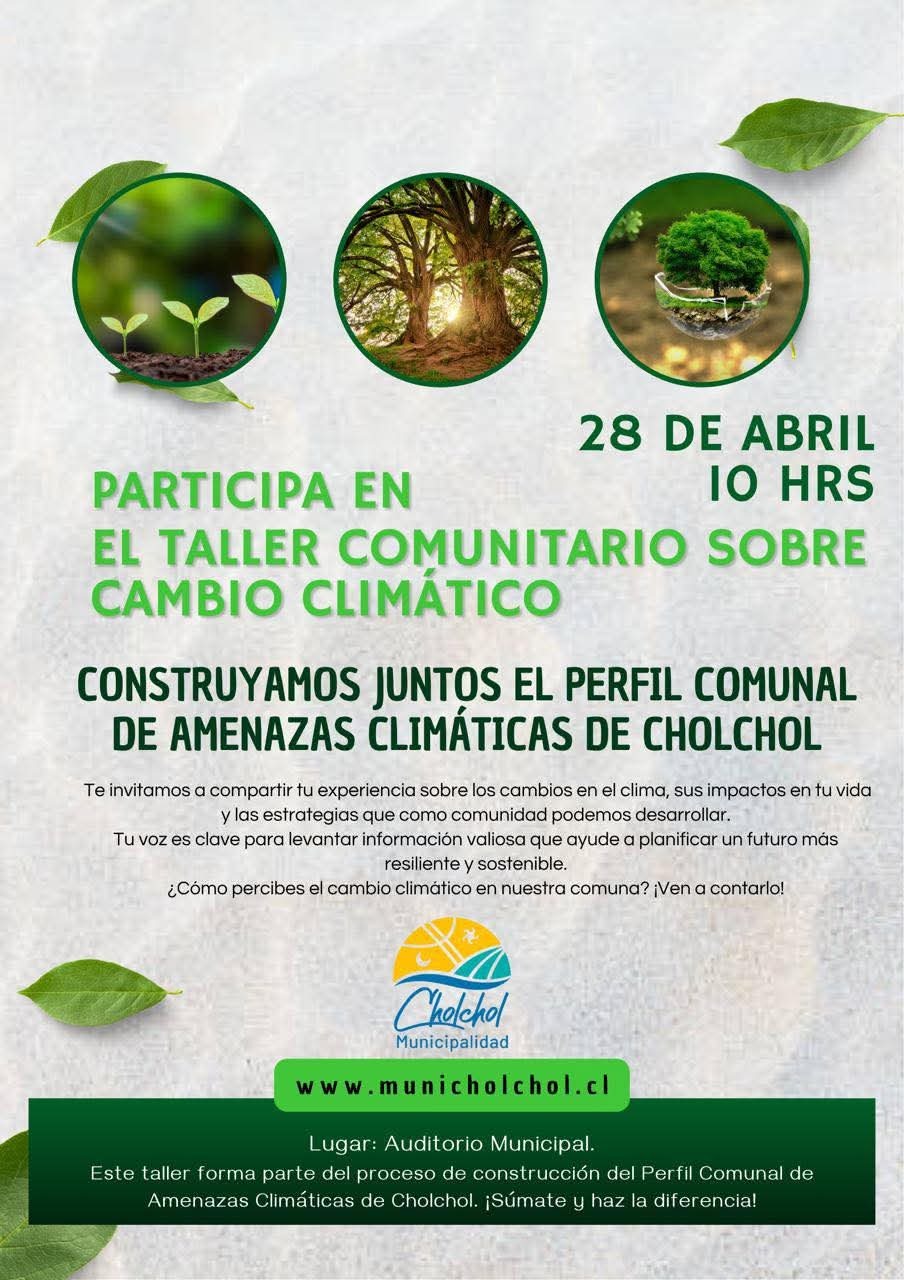 28 DE ABRIL
10 HRS
PARTICIPA EN
EL TALLER COMUNITARIO SOBRE
CAMBIO CLIMÁTICO
CONSTRUYAMOS JUNTOS EL PERFIL COMUNAL
DE AMENAZAS CLIMÁTICAS DE CHOLCHOL
Te invitamos a compartir tu experiencia sobre los cambios en el clima, sus impactos en tu vida
y las estrategias que como comunidad podemos desarrollar.
Tu voz es clave para levantar información valiosa que ayude a planificar un futuro más
resiliente y sostenible.
¿Cómo percibes el cambio climático en nuestra comuna? ¡Ven a contarlo!
Cholchol
Municipalidad
www.municholchol.cl
Lugar: Auditorio Municipal.
Este taller forma parte del proceso de construcción del Perfil Comunal de
Amenazas Climáticas de Cholchol. ¡Súmate y haz la diferencia!